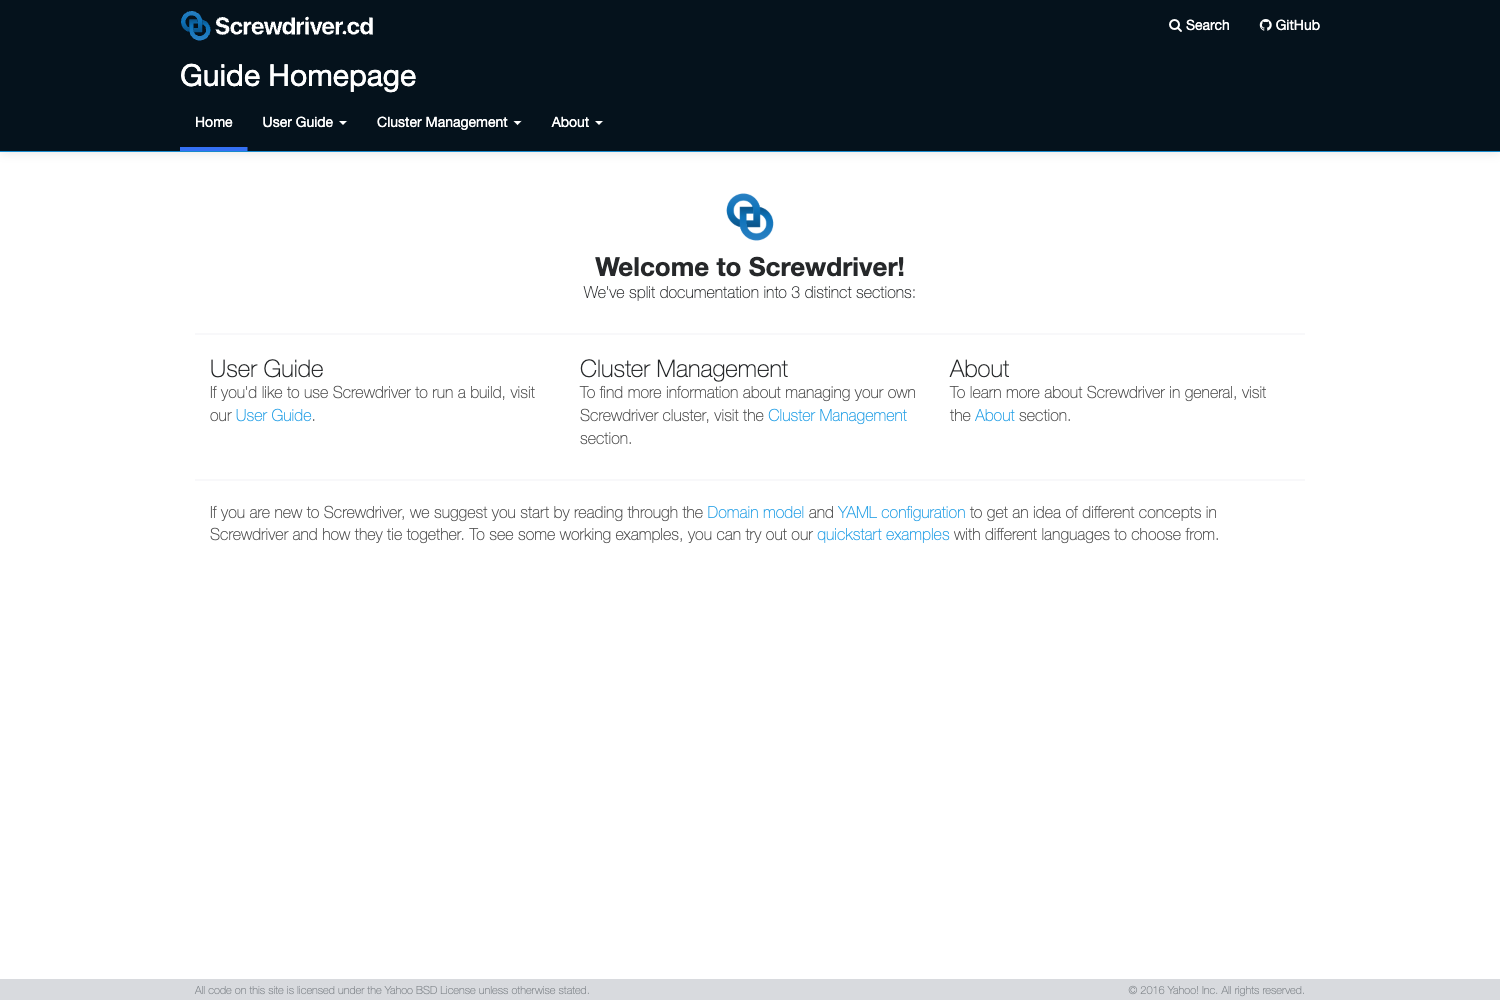 Screwdriver.cd
Search
GitHub
Guide Homepage
Home
User Guide
Cluster Management
About
Welcome to Screwdriver!
We've split documentation into 3 distinct sections:
User Guide
If you'd like to use Screwdriver to run a build, visit
our User Guide.
Cluster Management
To find more information about managing your own
Screwdriver cluster, visit the Cluster Management
section.
About
To learn more about Screwdriver in general, visit
the About section.
If you are new to Screwdriver, we suggest you start by reading through the Domain model and YAML configuration to get an idea of different concepts in
Screwdriver and how they tie together. To see some working examples, you can try out our quickstart examples with different languages to choose from.
All code on this site is licensed under the Yahoo BSD License unless otherwise stated.
© 2016 Yahoo! Inc. All rights reserved.